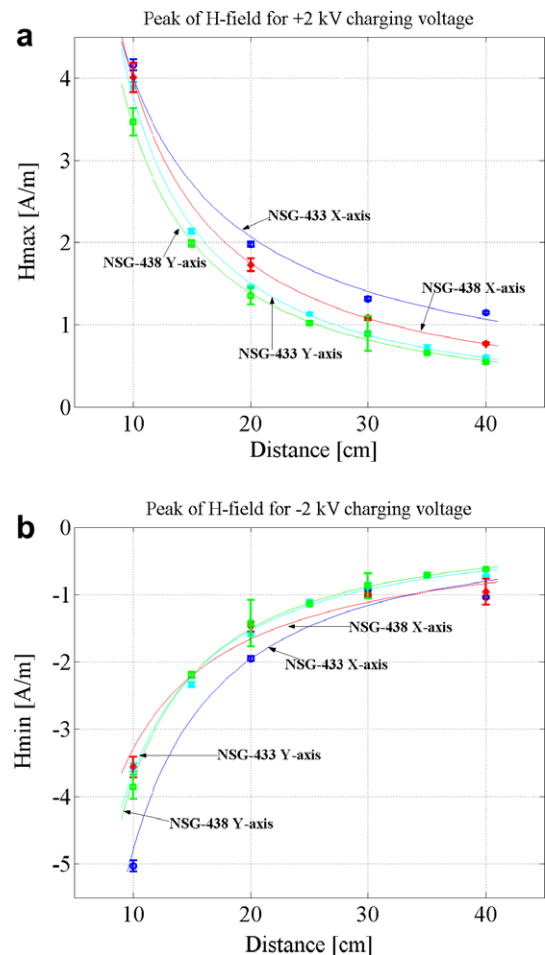 a
Peak of H-field for +2 kV charging voltage
4
3
2
1
0
Hmax [A/m]
NSG-433 X-axis
NSG-438 Y-axis
NSG-438 X-axis
NSG-433 Y-axis
10 20 30 40
Distance [cm]
b
Peak of H-field for -2 kV charging voltage
0
-1
-2
-3
-4
-5
Hmin [A/m]
NSG-438 X-axis
NSG-433 X-axis
NSG-433 Y-axis
NSG-438 Y-axis
10 20 30 40
Distance [cm]